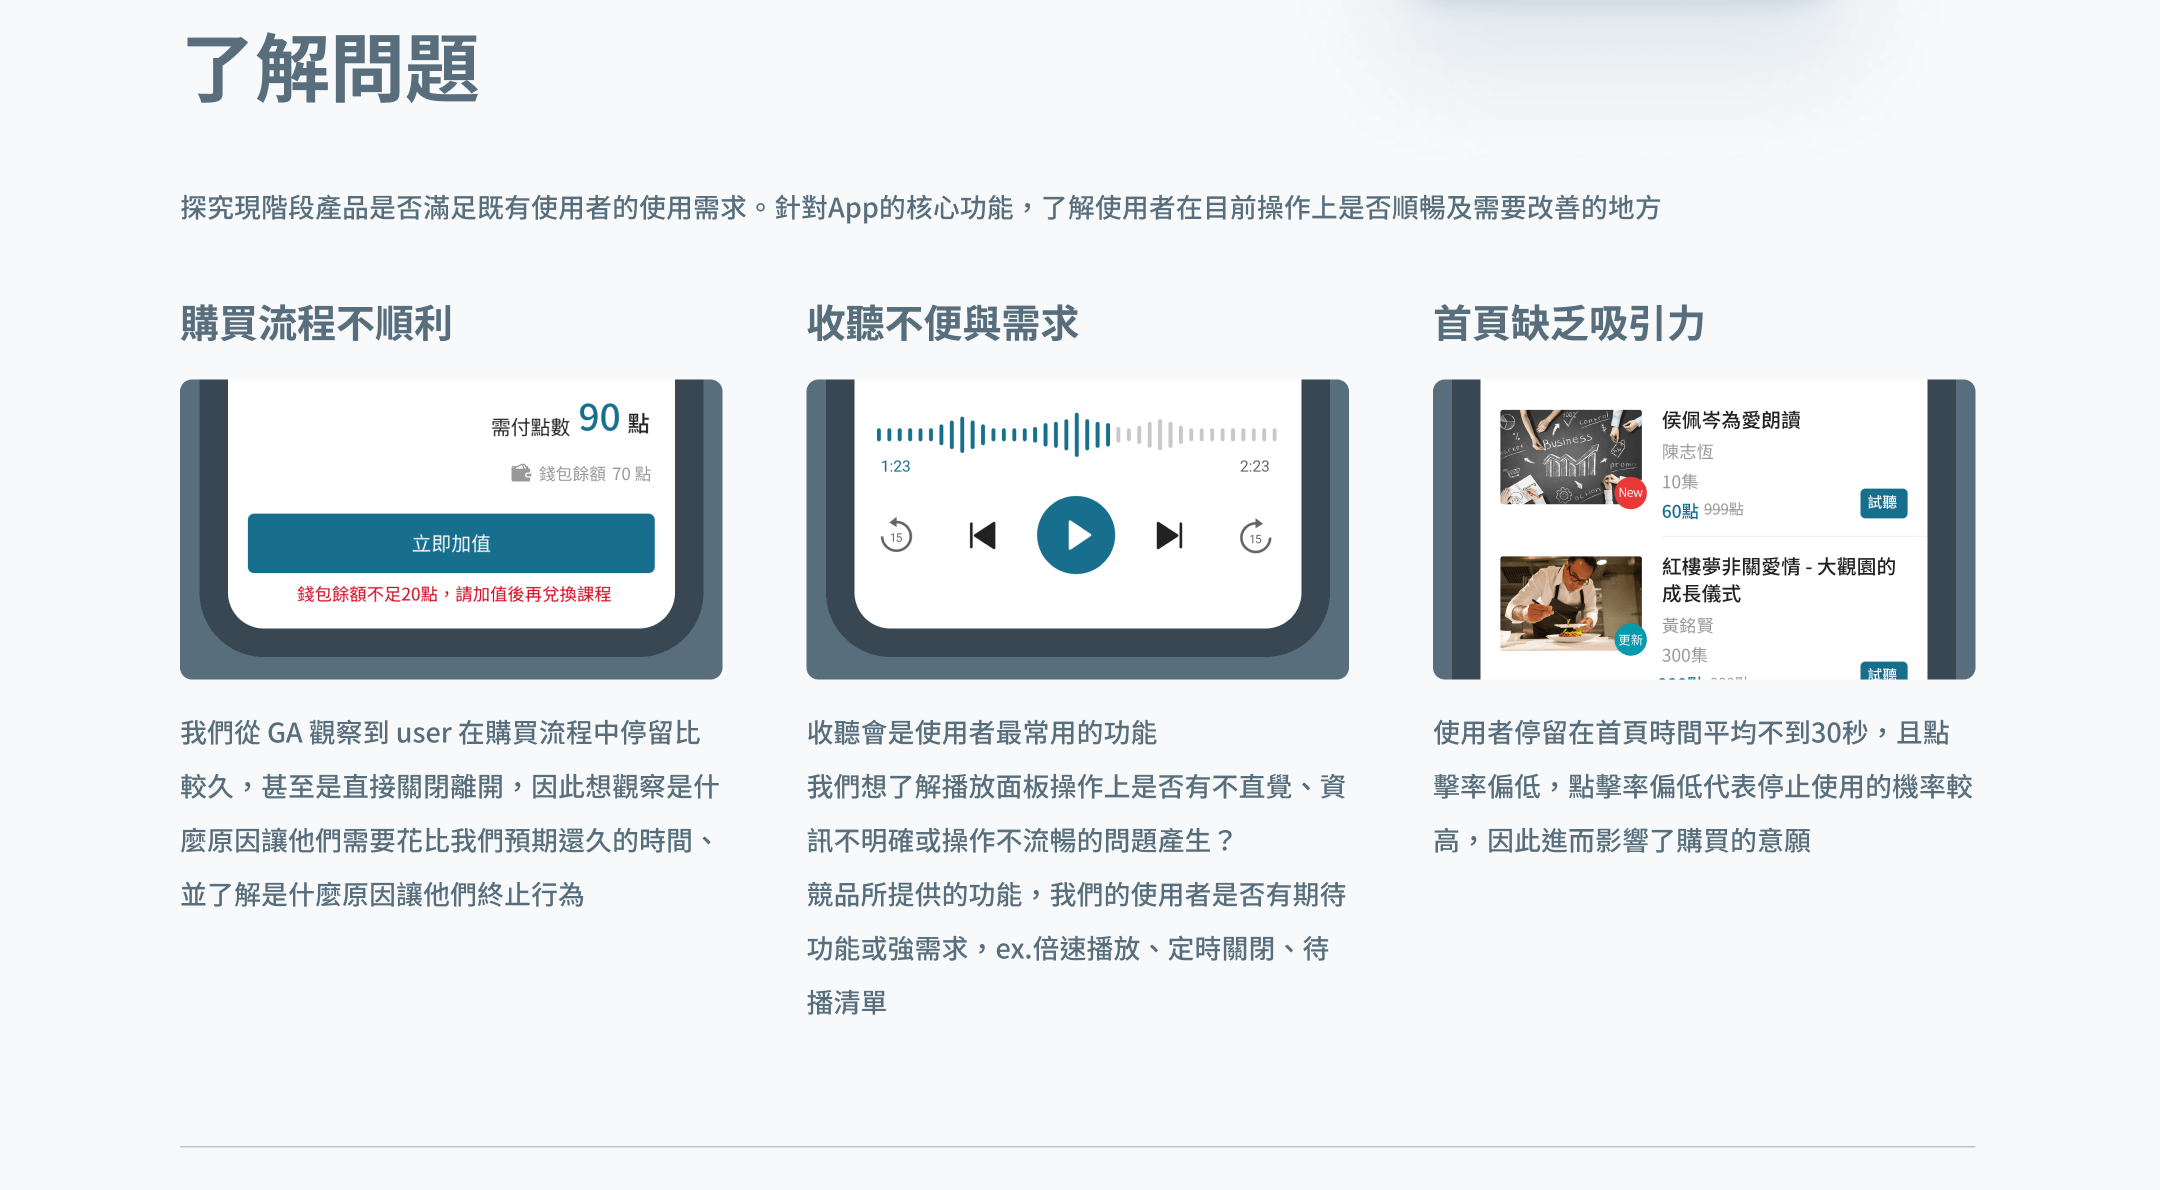 了解問題
探究現階段產品是否滿足既有使用者的使用需求。針對App的核心功能，了解使用者在目前操作上是否順暢及需要改善的地方
購買流程不順利
需付點數 90 點
錢包餘額 70 點
立即加值
錢包餘額不足20點，請加值後再兌換課程
我們從 GA 觀察到 user 在購買流程中停留比
較久，甚至是直接關閉離開，因此想觀察是什
麼原因讓他們需要花比我們預期還久的時間、
並了解是什麼原因讓他們終止行為
收聽不便與需求
1:23
2:23
15
15
收聽會是使用者最常用的功能
我們想了解播放面板操作上是否有不直覺、資
訊不明確或操作不流暢的問題產生？
競品所提供的功能，我們的使用者是否有期待
功能或強需求，ex.倍速播放、定時關閉、待
播清單
首頁缺乏吸引力
Business
control
promo
action
New
侯佩岑為愛朗讀
陳志恆
10集
60點 999點
試聽
更新
紅樓夢非關愛情 - 大觀園的
成長儀式
黃銘賢
300集
試聽
使用者停留在首頁時間平均不到30秒，且點
擊率偏低，點擊率偏低代表停止使用的機率較
高，因此進而影響了購買的意願